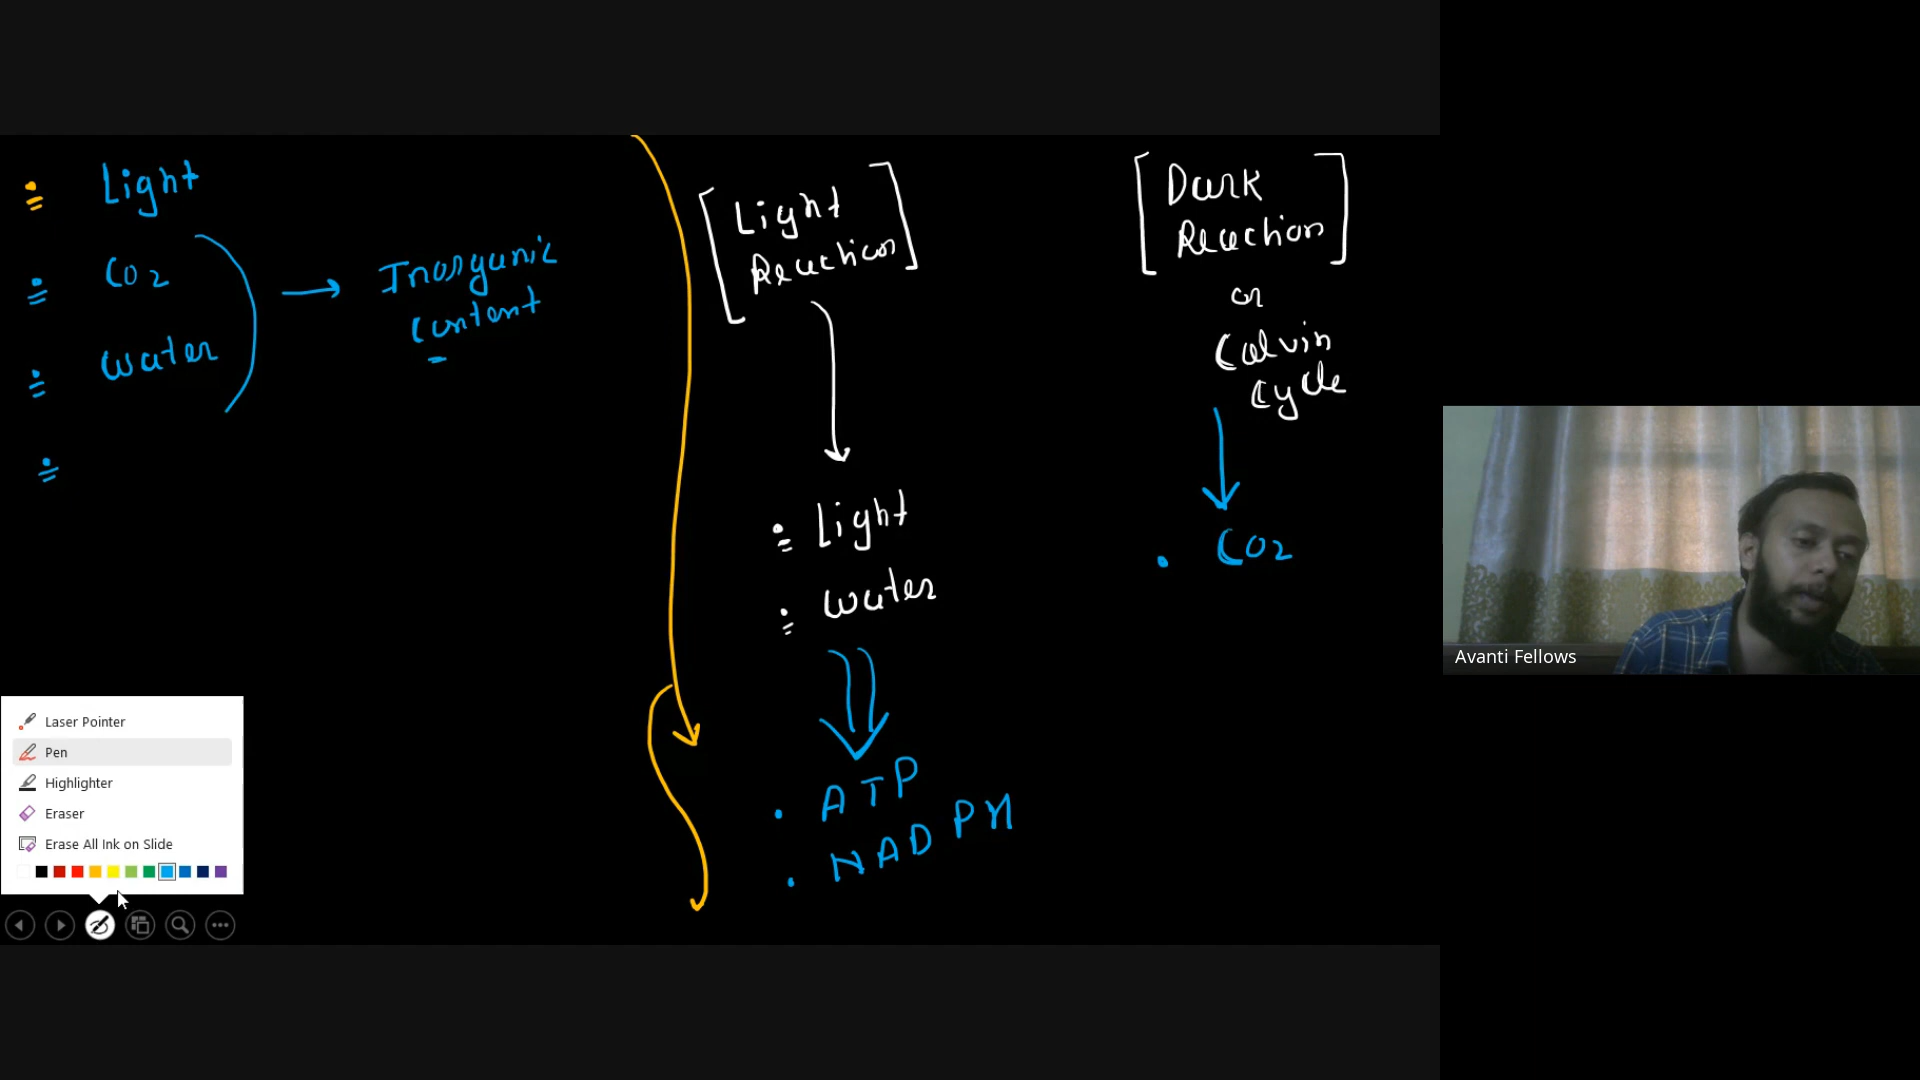 Light
CO2
water
Inorganic
Content
Light
Reaction
Light
water
ATP
NADPH
Dark
Reaction
or
Calvin
Cycle
CO2
Avanti Fellows
Laser Pointer
Pen
Highlighter
Eraser
Erase All Ink on Slide